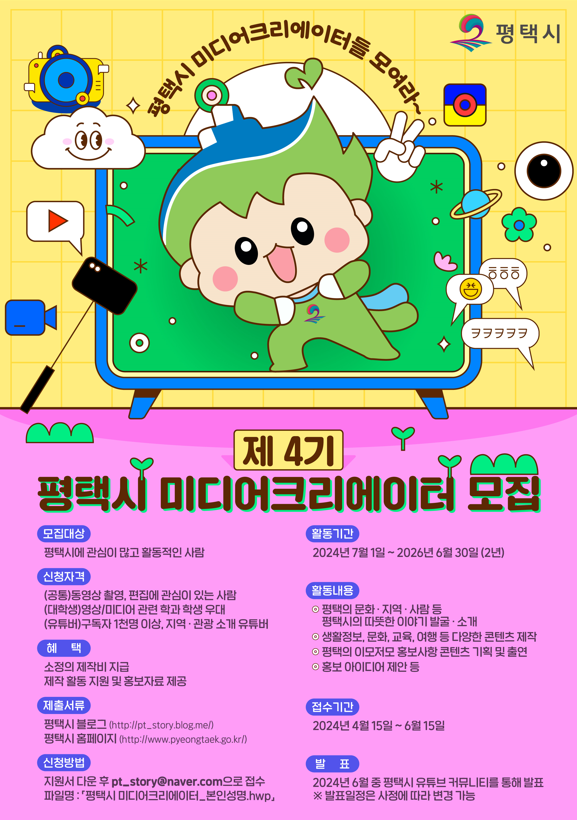 평택시 미디어크리에이터들 모여라~
평택시
ㅎㅎㅎ
ㅋㅋㅋㅋㅋ
제 4기
평택시 미디어크리에이터 모집
모집대상
평택시에 관심이 많고 활동적인 사람
신청자격
(공통)동영상 촬영, 편집에 관심이 있는 사람
(대학생)영상/미디어 관련 학과 학생 우대
(유튜버)구독자 1천명 이상, 지역 · 관광 소개 유튜버
혜 택
소정의 제작비 지급
제작 활동 지원 및 홍보자료 제공
제출서류
평택시 블로그 (http://pt_story.blog.me/)
평택시 홈페이지 (http://www.pyeongtaek.go.kr/)
신청방법
지원서 다운 후 pt_story@naver.com으로 접수
파일명 : 「평택시 미디어크리에이터_본인성명.hwp」
활동기간
2024년 7월 1일 ~ 2026년 6월 30일 (2년)
활동내용
평택의 문화 · 지역 · 사람 등
평택시의 따뜻한 이야기 발굴 · 소개
생활정보, 문화, 교육, 여행 등 다양한 콘텐츠 제작
평택의 이모저모 홍보사항 콘텐츠 기획 및 출연
홍보 아이디어 제안 등
접수기간
2024년 4월 15일 ~ 6월 15일
발 표
2024년 6월 중 평택시 유튜브 커뮤니티를 통해 발표
※ 발표일정은 사정에 따라 변경 가능